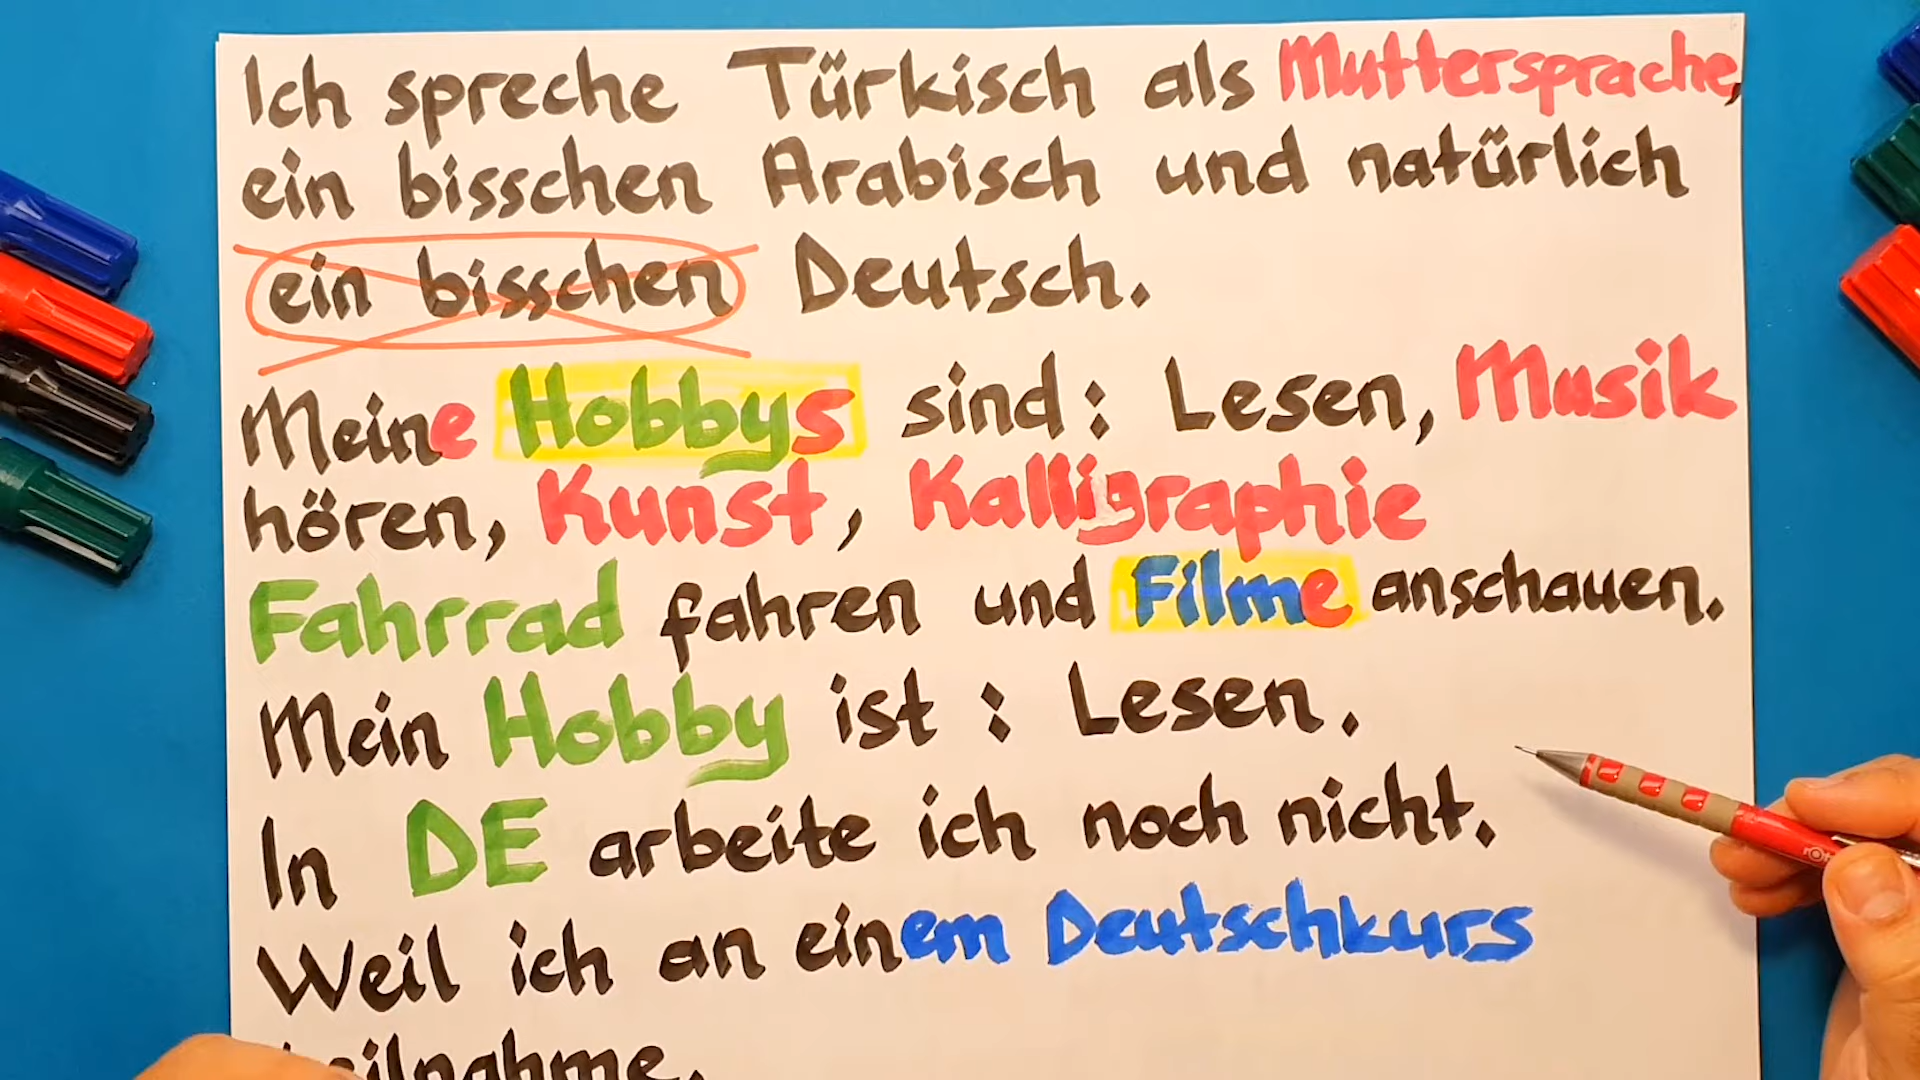 Ich spreche Türkisch als Muttersprache,
ein bisschen Arabisch und natürlich
ein bisschen Deutsch.
Meine Hobbys sind: Lesen, Musik
hören, Kunst, Kalligraphie
Fahrrad fahren und Filme anschauen.
Mein Hobby ist: Lesen.
In DE arbeite ich noch nicht.
Weil ich an einem Deutschkurs
teilnahme.